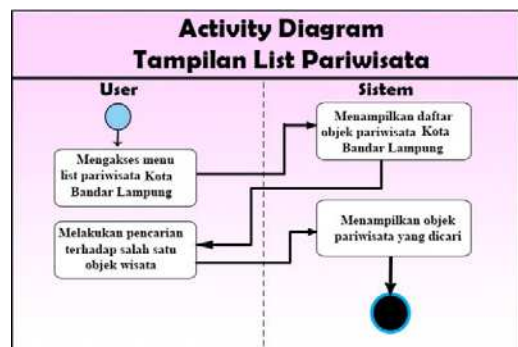 Activity Diagram
Tampilan List Pariwisata
User
Sistem
Mengakses menu
list pariwisata Kota
Bandar Lampung
Menampilkan daftar
objek pariwisata Kota
Bandar Lampung
Melakukan pencarian
terhadap salah satu
objek wisata
Menampilkan objek
pariwisata yang dicari